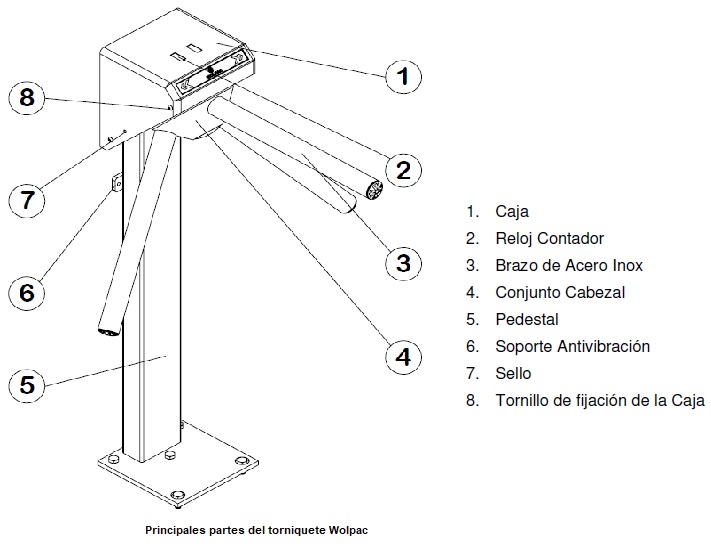 1
8
2
7
3
6
4
5
1. Caja
2. Reloj Contador
3. Brazo de Acero Inox
4. Conjunto Cabezal
5. Pedestal
6. Soporte Antivibración
7. Sello
8. Tornillo de fijación de la Caja
Principales partes del torniquete Wolpac